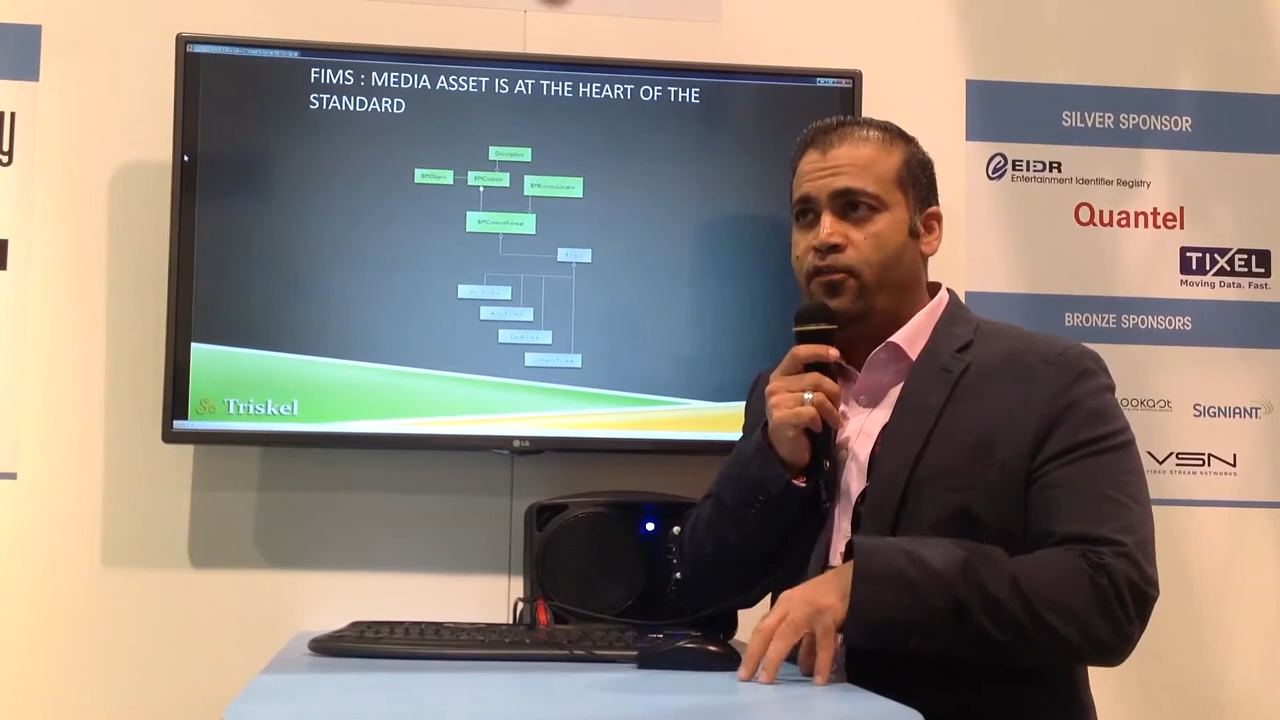 FIMS : MEDIA ASSET IS AT THE HEART OF THE
STANDARD
Description
BMObject
BMContent
BMEssenceLocator
BMContentFormat
Triskel
LG
y
SILVER SPONSOR
EIDR
Entertainment Identifier Registry
Quantel
TIXEL
Moving Data. Fast.
BRONZE SPONSORS
SIGNIANT
VSN
VIDEO STREAM NETWORKS